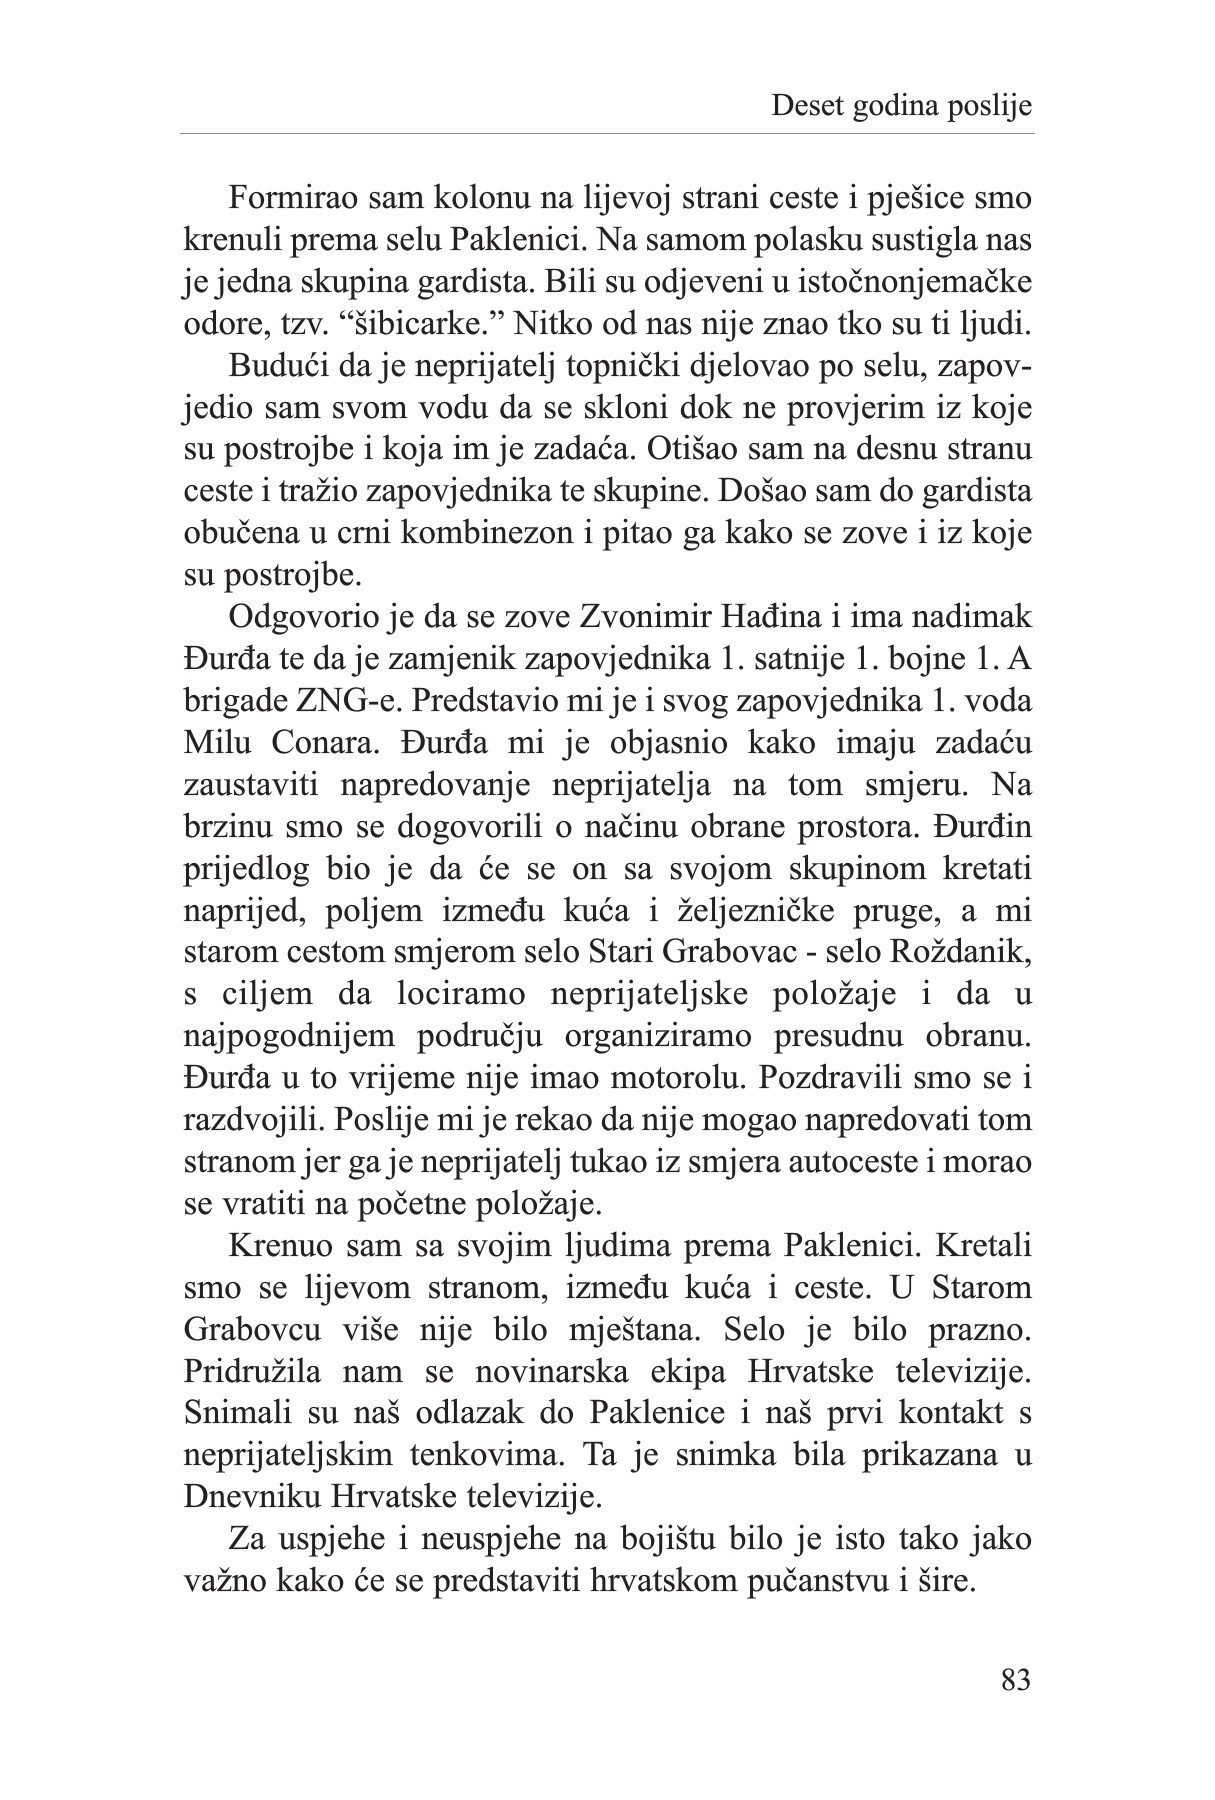 Deset godina poslije
Formirao sam kolonu na lijevoj strani ceste i pješice smo
krenuli prema selu Paklenici. Na samom polasku sustigla nas
je jedna skupina gardista. Bili su odjeveni u istočnonjemačke
odore, tzv. “šibicarke.” Nitko od nas nije znao tko su ti ljudi.
Budući da je neprijatelj topnički djelovao po selu, zapov-
jedio sam svom vodu da se skloni dok ne provjerim iz koje
su postrojbe i koja im je zadaća. Otišao sam na desnu stranu
ceste i tražio zapovjednika te skupine. Došao sam do gardista
obučena u crni kombinezon i pitao ga kako se zove i iz koje
su postrojbe.
Odgovorio je da se zove Zvonimir Hađina i ima nadimak
Đurđa te da je zamjenik zapovjednika 1. satnije 1. bojne 1. A
brigade ZNG-e. Predstavio mi je i svog zapovjednika 1. voda
Milu Conara. Đurđa mi je objasnio kako imaju zadaću
zaustaviti napredovanje neprijatelja na tom smjeru. Na
brzinu smo se dogovorili o načinu obrane prostora. Đurđin
prijedlog bio je da će se on sa svojom skupinom kretati
naprijed, poljem između kuća i željezničke pruge, a mi
starom cestom smjerom selo Stari Grabovac - selo Roždanik,
s ciljem da lociramo neprijateljske položaje i da u
najpogodnijem području organiziramo presudnu obranu.
Đurđa u to vrijeme nije imao motorolu. Pozdravili smo se i
razdvojili. Poslije mi je rekao da nije mogao napredovati tom
stranom jer ga je neprijatelj tukao iz smjera autoceste i morao
se vratiti na početne položaje.
Krenuo sam sa svojim ljudima prema Paklenici. Kretali
smo se lijevom stranom, između kuća i ceste. U Starom
Grabovcu više nije bilo mještana. Selo je bilo prazno.
Pridružila nam se novinarska ekipa Hrvatske televizije.
Snimali su naš odlazak do Paklenice i naš prvi kontakt s
neprijateljskim tenkovima. Ta je snimka bila prikazana u
Dnevniku Hrvatske televizije.
Za uspjehe i neuspjehe na bojištu bilo je isto tako jako
važno kako će se predstaviti hrvatskom pučanstvu i šire.
83